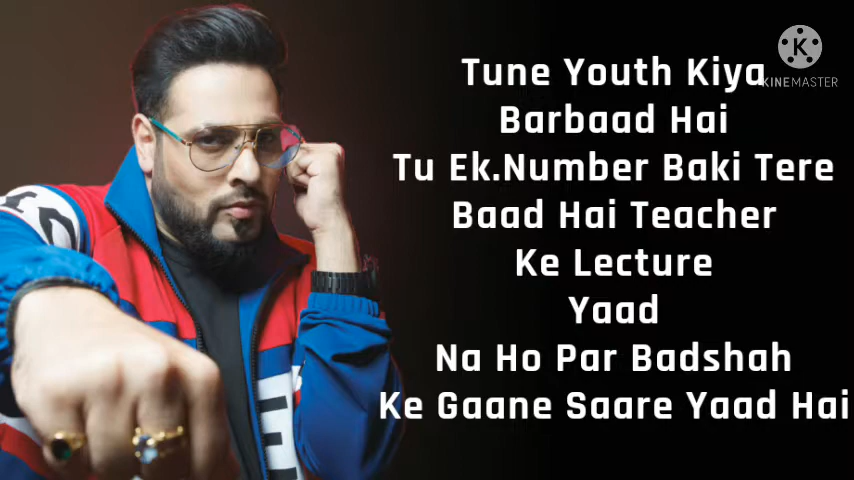 Tune Youth Kiya
Barbaad Hai
Tu Ek.Number Baki Tere
Baad Hai Teacher
Ke Lecture
Yaad
Na Ho Par Badshah
Ke Gaane Saare Yaad Hai
K
KINEMASTER